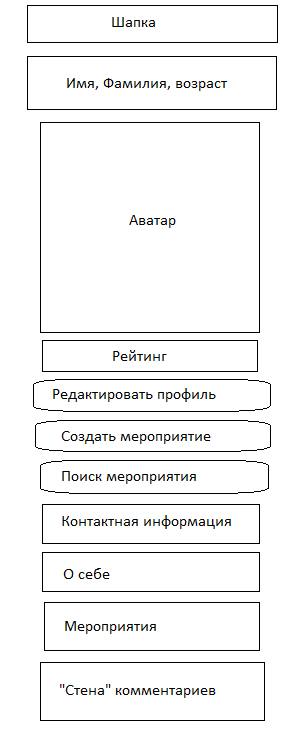 Шапка
Имя, Фамилия, возраст
Аватар
Рейтинг
Редактировать профиль
Создать мероприятие
Поиск мероприятия
Контактная информация
О себе
Мероприятия
"Стена" комментариев